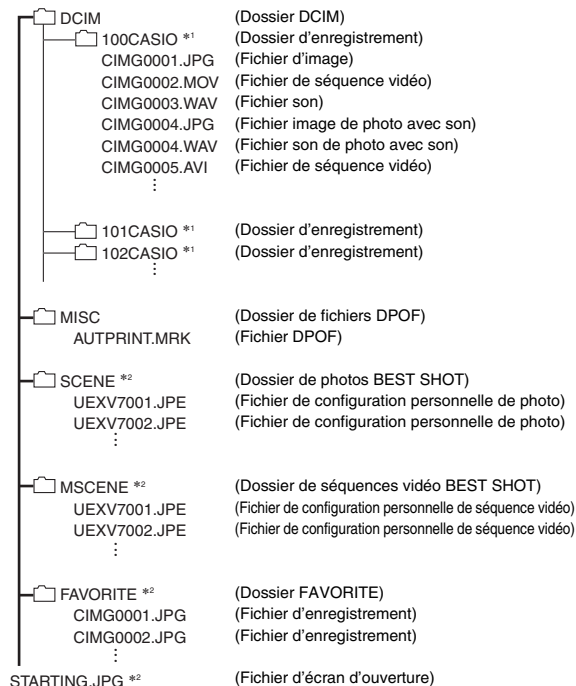 DCIM (Dossier DCIM)
100CASIO *1 (Dossier d'enregistrement)
CIMG0001.JPG (Fichier d'image)
CIMG0002.MOV (Fichier de séquence vidéo)
CIMG0003.WAV (Fichier son)
CIMG0004.JPG (Fichier image de photo avec son)
CIMG0004.WAV (Fichier son de photo avec son)
CIMG0005.AVI (Fichier de séquence vidéo)
101CASIO *1 (Dossier d'enregistrement)
102CASIO *1 (Dossier d'enregistrement)
MISC (Dossier de fichiers DPOF)
AUTPRINT.MRK (Fichier DPOF)
SCENE *2 (Dossier de photos BEST SHOT)
UEXV7001.JPE (Fichier de configuration personnelle de photo)
UEXV7002.JPE (Fichier de configuration personnelle de photo)
MSCENE *2 (Dossier de séquences vidéo BEST SHOT)
UEXV7001.JPE (Fichier de configuration personnelle de séquence vidéo)
UEXV7002.JPE (Fichier de configuration personnelle de séquence vidéo)
FAVORITE *2 (Dossier FAVORITE)
CIMG0001.JPG (Fichier d'enregistrement)
CIMG0002.JPG (Fichier d'enregistrement)
STARTING.JPG *2 (Fichier d'écran d'ouverture)